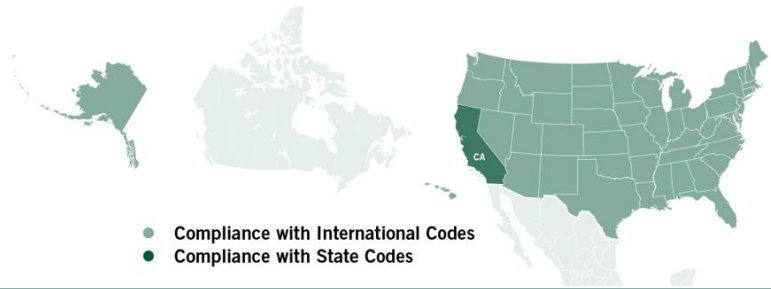 CA
Compliance with International Codes
Compliance with State Codes